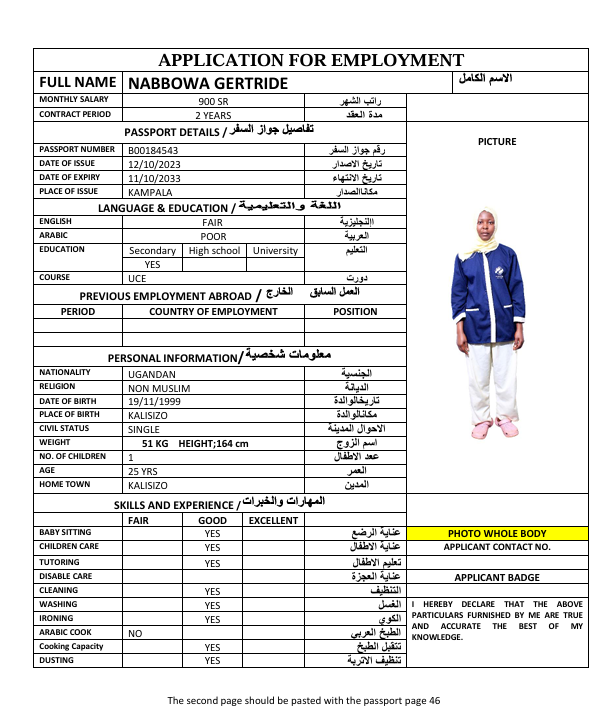 APPLICATION FOR EMPLOYMENT
FULL NAME NABBOWA GERTRIDE الاسم الكامل
MONTHLY SALARY 900 SR راتب الشهر
CONTRACT PERIOD 2 YEARS مدة العقد
PASSPORT DETAILS / تفاصيل جواز السفر
PICTURE
PASSPORT NUMBER B00184543 رقم جواز السفر
DATE OF ISSUE 12/10/2023 تاريخ الاصدار
DATE OF EXPIRY 11/10/2033 تاريخ الانتهاء
PLACE OF ISSUE KAMPALA مكاناالصدار
LANGUAGE & EDUCATION / اللغة والتعليمية
ENGLISH FAIR االنجليزية
ARABIC POOR العربية
EDUCATION Secondary High school University التعليم
YES
COURSE UCE دورت
PREVIOUS EMPLOYMENT ABROAD / العمل السابق الخارج
PERIOD COUNTRY OF EMPLOYMENT POSITION
PERSONAL INFORMATION/ معلومات شخصية
NATIONALITY UGANDAN الجنسية
RELIGION NON MUSLIM الديانة
DATE OF BIRTH 19/11/1999 تاريخالوالدة
PLACE OF BIRTH KALISIZO مكانالوالدة
CIVIL STATUS SINGLE الاحوال المدينة
WEIGHT 51 KG HEIGHT;164 cm اسم الزوج
NO. OF CHILDREN 1 عدد الاطفال
AGE 25 YRS العمر
HOME TOWN KALISIZO المدين
SKILLS AND EXPERIENCE / المهارات والخبرات
FAIR GOOD EXCELLENT
BABY SITTING YES عناية الرضع
PHOTO WHOLE BODY
CHILDREN CARE YES عناية الاطفال
APPLICANT CONTACT NO.
TUTORING YES تعليم الاطفال
DISABLE CARE عناية العجزة
APPLICANT BADGE
CLEANING YES التنظيف
WASHING YES الغسل
IRONING YES الكوي
ARABIC COOK NO الطبخ العربي
Cooking Capacity YES تتقبل الطبخ
DUSTING YES تنظيف الاتربة
I HEREBY DECLARE THAT THE ABOVE
PARTICULARS FURNISHED BY ME ARE TRUE
AND ACCURATE THE BEST OF MY
KNOWLEDGE.
The second page should be pasted with the passport page 46